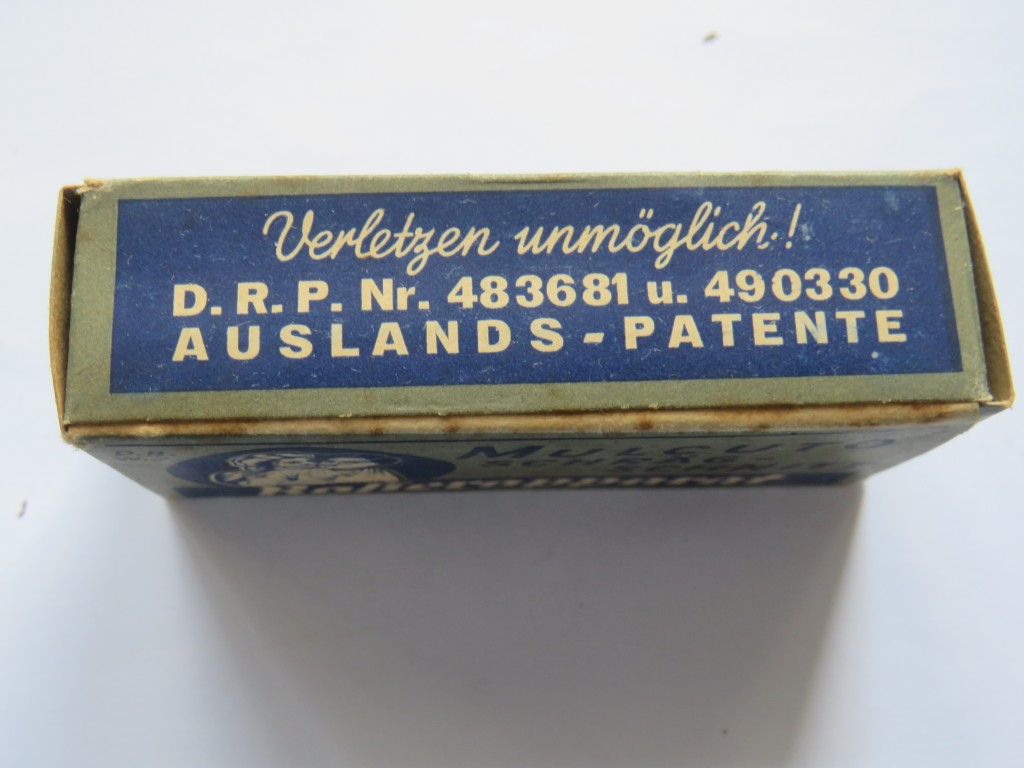 Verletzen unmöglich!
D.R.P. Nr. 483681 u. 490330
AUSLANDS-PATENTE
D.R.
MULCUTO